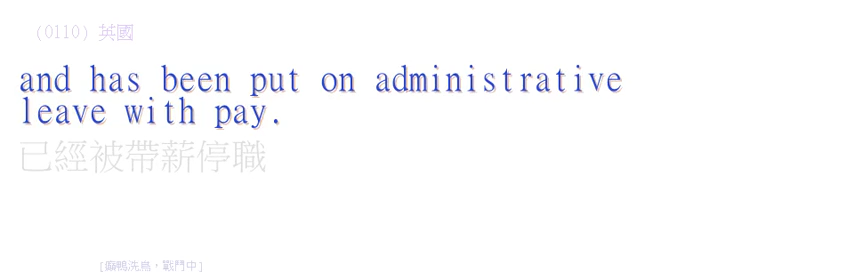 (0110) 英國
and has been put on administrative
leave with pay.
已經被帶薪停職
[癲鴨洗鳥，戰鬥中]